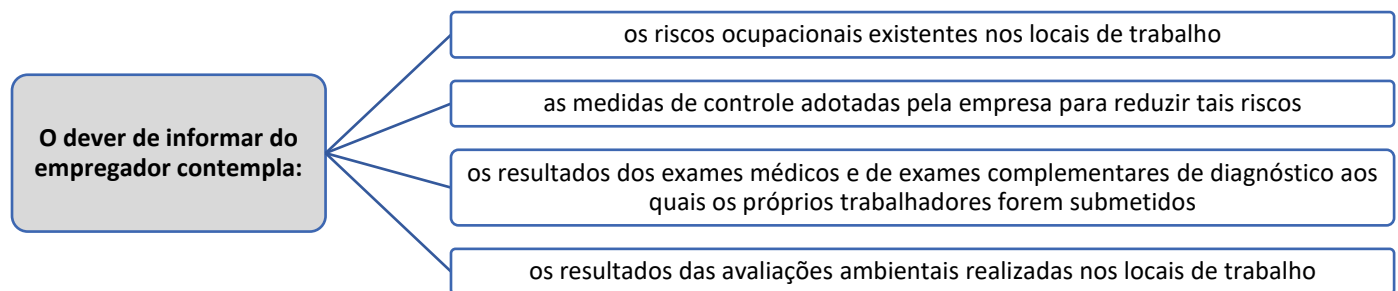 O dever de informar do
empregador contempla:
os riscos ocupacionais existentes nos locais de trabalho
as medidas de controle adotadas pela empresa para reduzir tais riscos
os resultados dos exames médicos e de exames complementares de diagnóstico aos
quais os próprios trabalhadores forem submetidos
os resultados das avaliações ambientais realizadas nos locais de trabalho